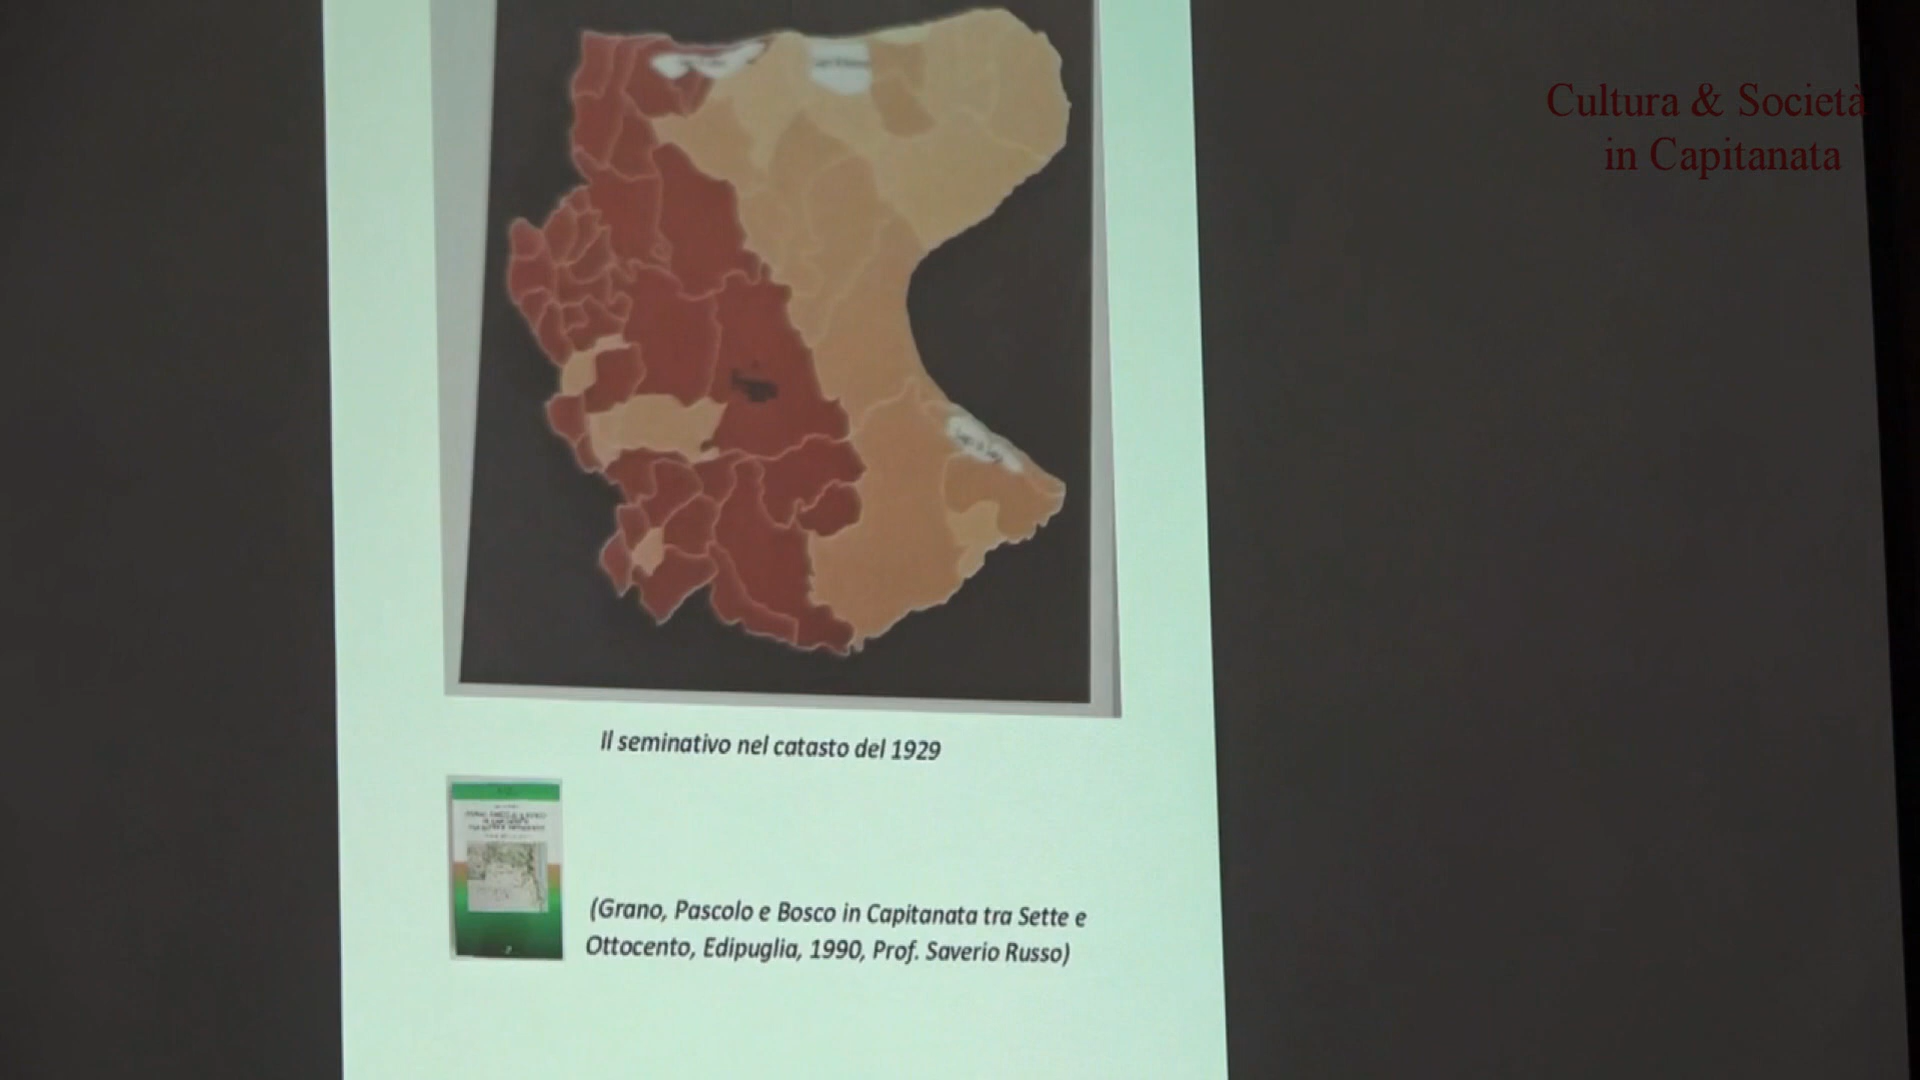 Cultura & Società
in Capitanata
Il seminativo nel catasto del 1929
(Grano, Pascolo e Bosco in Capitanata tra Sette e
Ottocento, Edipuglia, 1990, Prof. Saverio Russo)